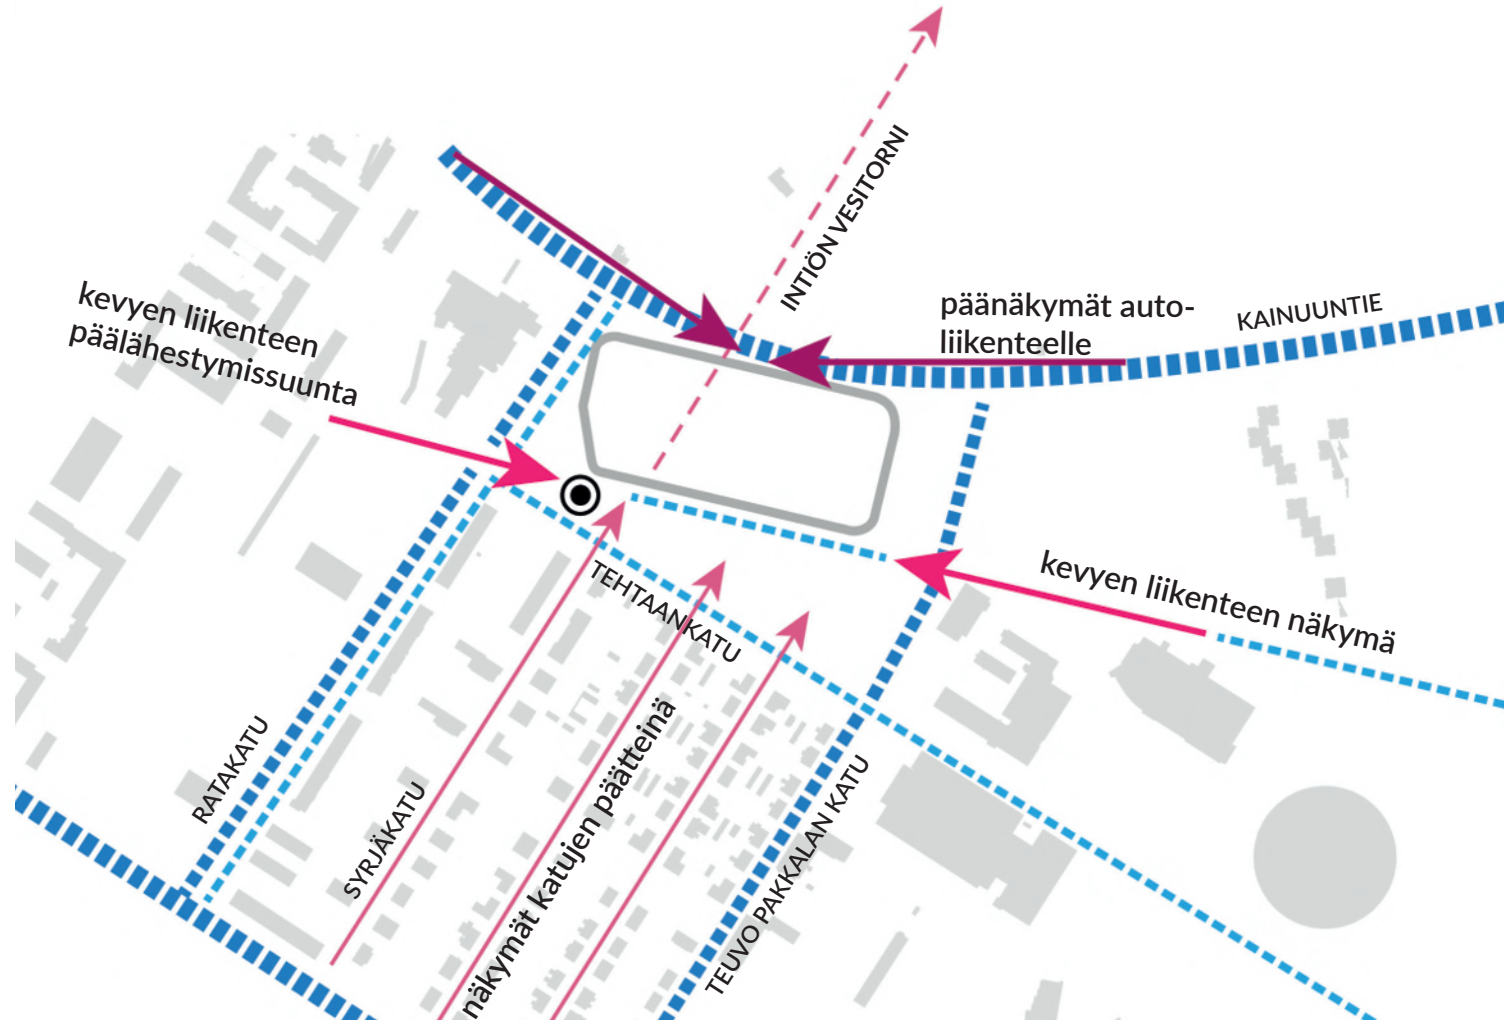 INTIÖN VESITORNI
kevyen liikenteen
päälähestymissuunta
päänäkymät auto-
liikenteelle
KAINUUNTIE
kevyen liikenteen näkymä
TEHTAANKATU
RATAKATU
SYRJÄKATU
näkymät katujen päätteinä
TEUVO PAKKALAN KATU